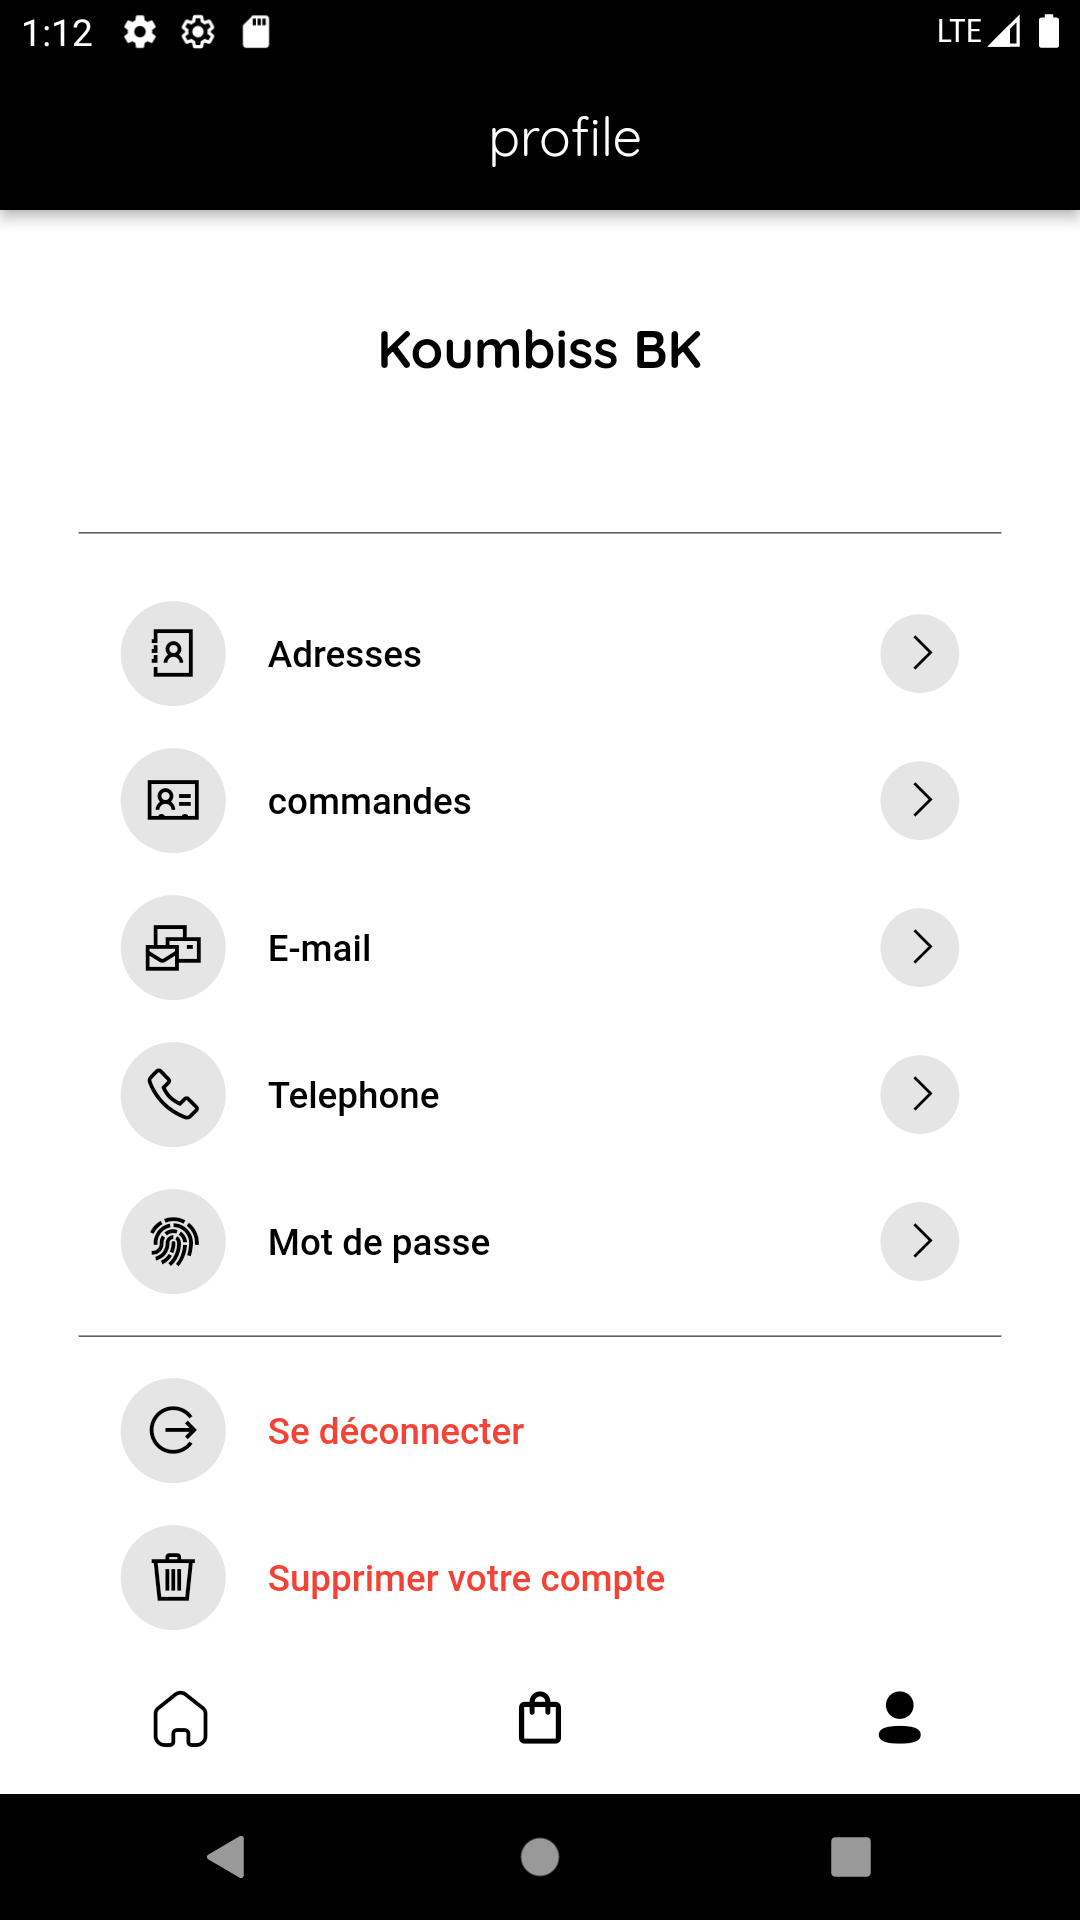 1:12 LTE
profile
Koumbiss BK
Adresses
commandes
E-mail
Telephone
Mot de passe
Se déconnecter
Supprimer votre compte